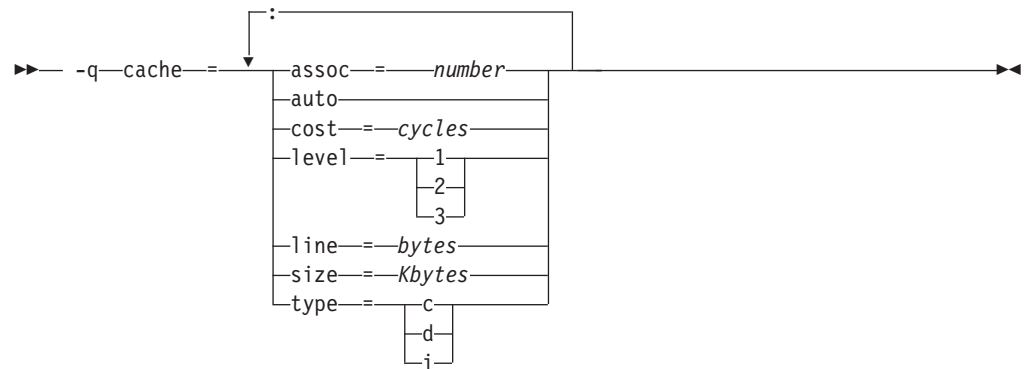 :
-q cache = assoc = number
auto
cost = cycles
level = 1
2
3
line = bytes
size = Kbytes
type = c
d
i